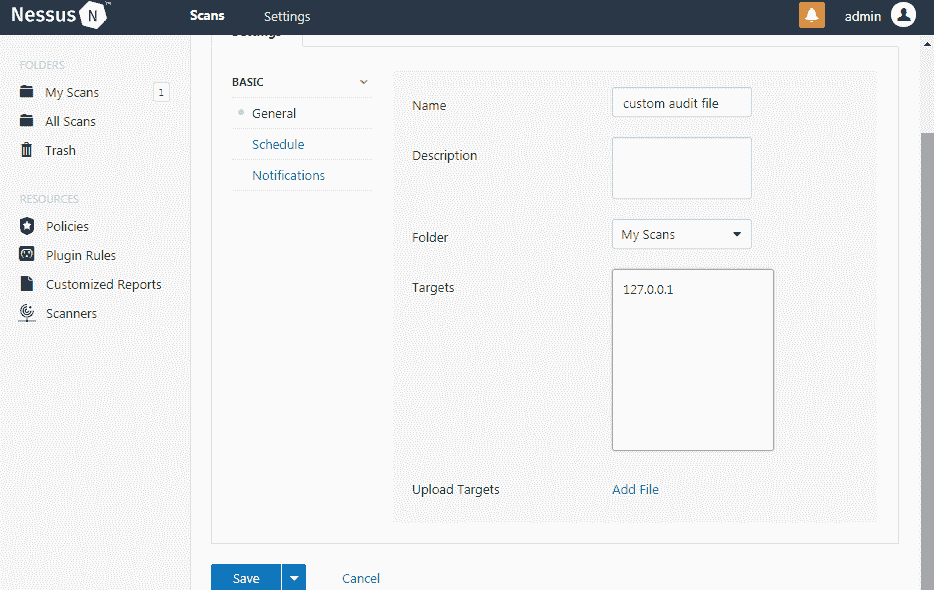 Nessus N ™ Scans Settings admin
Settings
FOLDERS
My Scans 1
All Scans
Trash
RESOURCES
Policies
Plugin Rules
Customized Reports
Scanners
BASIC
General
Schedule
Notifications
Name custom audit file
Description
Folder My Scans
Targets 127.0.0.1
Upload Targets Add File
Save Cancel